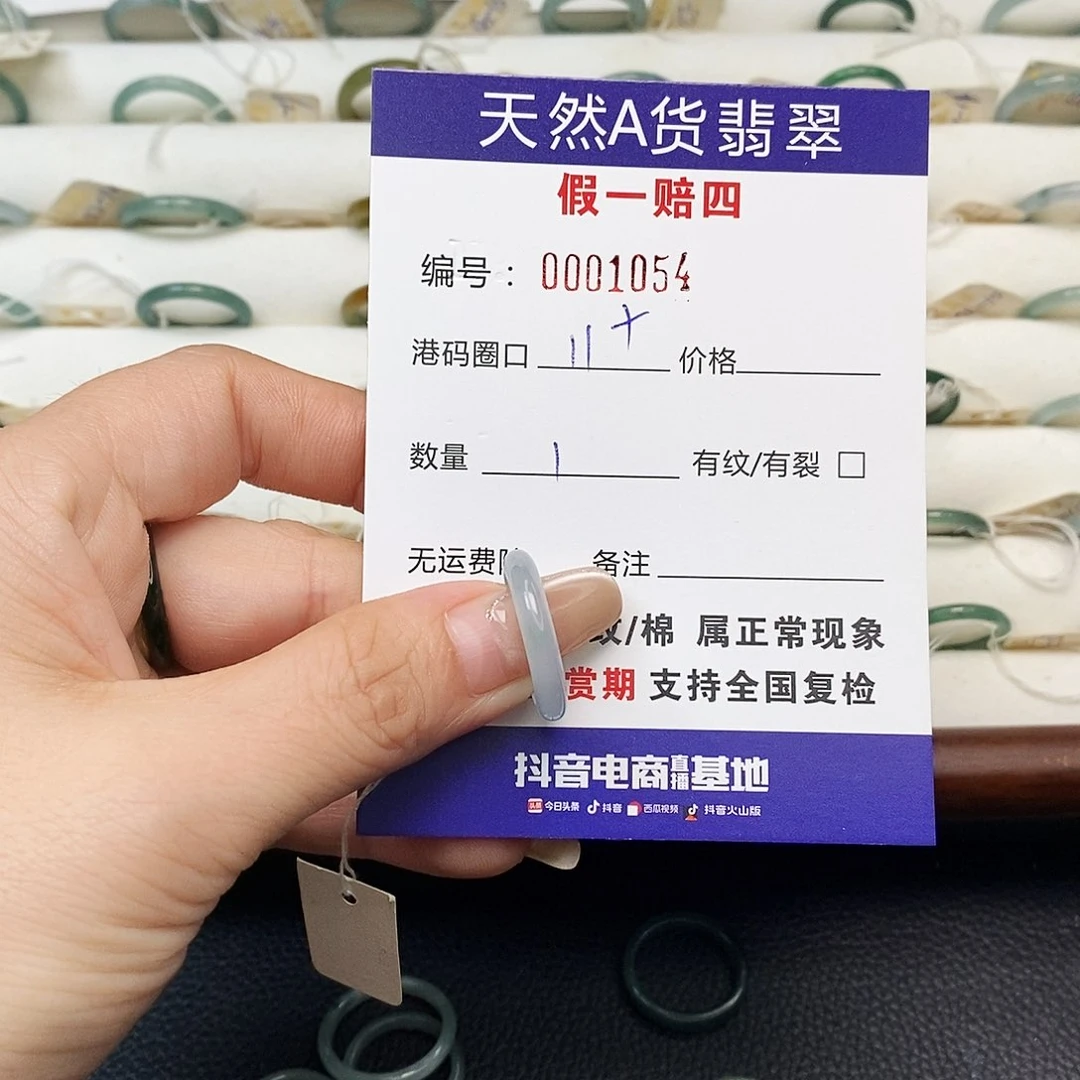 天然A货翡翠
假一赔四
编号：0001054
港码圈口 11+ 价格
数量 1 有纹/有裂 □
无运费 备注
纹/棉 属正常现象
赏期 支持全国复检
抖音电商直播基地
头条 今日头条 抖音 西瓜视频 抖音火山版